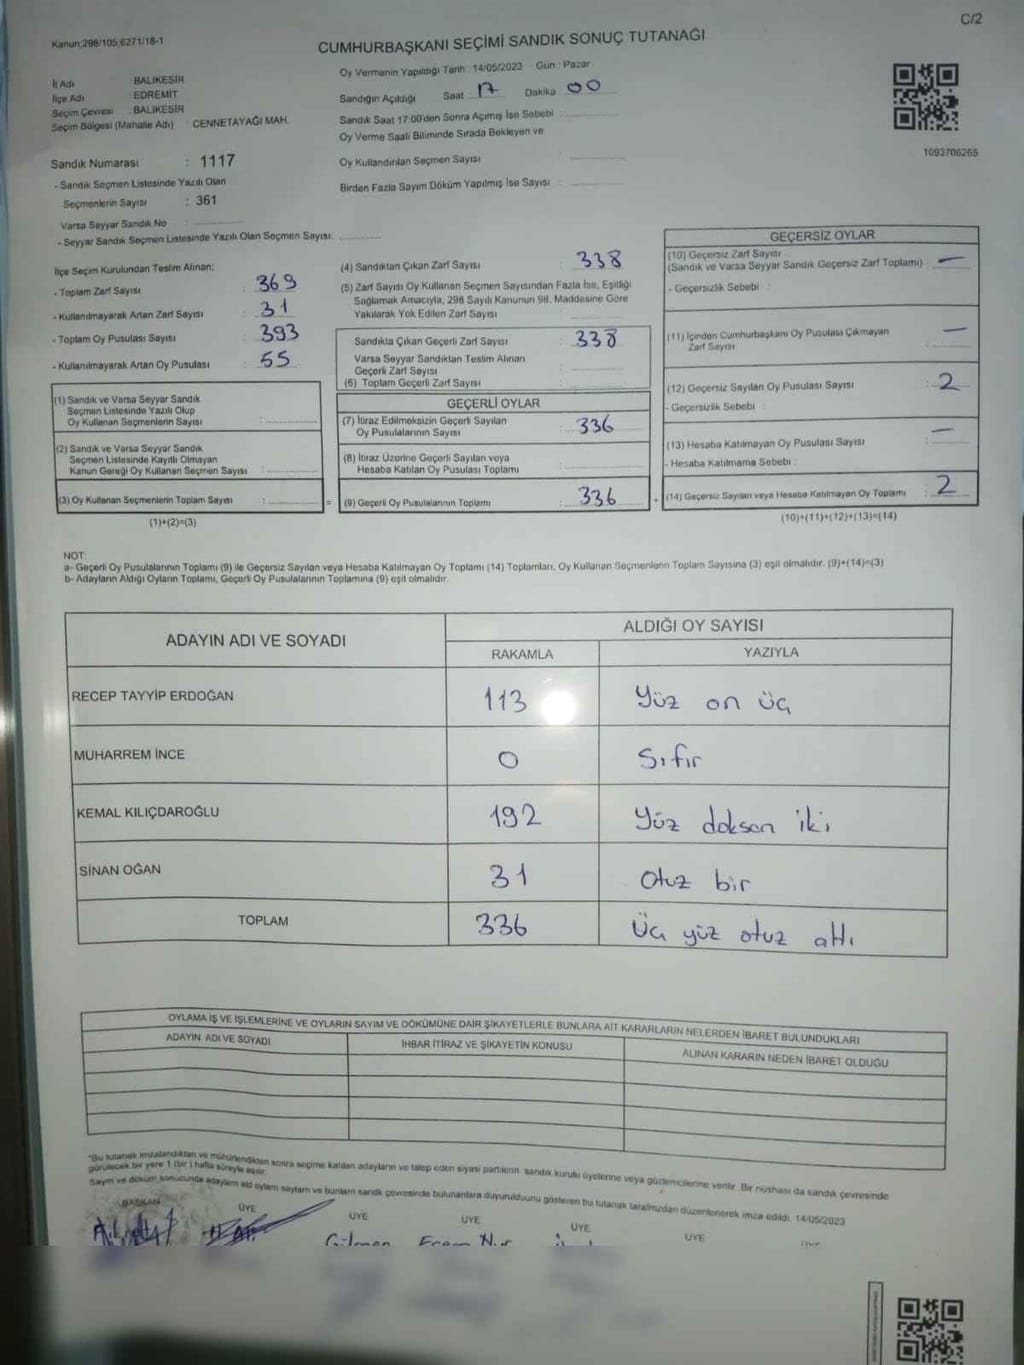 C/2
Kanun;298/105,6271/18-1
CUMHURBAŞKANI SEÇİMİ SANDIK SONUÇ TUTANAĞI
İl Adı BALIKESİR
İlçe Adı EDREMİT
Seçim Çevresi : BALIKESİR
Seçim Bölgesi (Mahalle Adı) : CENNETAYAĞI MAH.
Oy Vermenin Yapıldığı Tarih : 14/05/2023 Gün : Pazar
Sandığın Açıldığı Saat 17 Dakika 00
Sandık Saat 17:00'den Sonra Açımış İse Sebebi :
Oy Verme Saati Bitiminde Sırada Bekleyen ve
Oy Kullandırılan Seçmen Sayısı
Birden Fazla Sayım Döküm Yapılmış İse Sayısı :
1093706265
Sandık Numarası : 1117
- Sandık Seçmen Listesinde Yazılı Olan
Seçmenlerin Sayısı : 361
Varsa Seyyar Sandık No :
- Seyyar Sandık Seçmen Listesinde Yazılı Olan Seçmen Sayısı:
İlçe Seçim Kurulundan Teslim Alınan;
- Toplam Zarf Sayısı : 369
- Kullanılmayarak Artan Zarf Sayısı : 31
- Toplam Oy Pusulası Sayısı : 393
- Kullanılmayarak Artan Oy Pusulası : 55
(1) Sandık ve Varsa Seyyar Sandık
Seçmen Listesinde Yazılı Olup
Oy Kullanan Seçmenlerin Sayısı :
(2) Sandık ve Varsa Seyyar Sandık
Seçmen Listesinde Kayıtlı Olmayan
Kanun Gereği Oy Kullanan Seçmen Sayısı :
(3) Oy Kullanan Seçmenlerin Toplam Sayısı : =
(1)+(2)=(3)
(4) Sandıktan Çıkan Zarf Sayısı : 338
(5) Zarf Sayısı Oy Kullanan Seçmen Sayısından Fazla İse, Eşitliği
Sağlamak Amacıyla, 298 Sayılı Kanunun 98. Maddesine Göre
Yakılarak Yok Edilen Zarf Sayısı :
Sandıkta Çıkan Geçerli Zarf Sayısı : 338
Varsa Seyyar Sandıktan Teslim Alınan
Geçerli Zarf Sayısı :
(6) Toplam Geçerli Zarf Sayısı :
GEÇERLİ OYLAR
(7) İtiraz Edilmeksizin Geçerli Sayılan
Oy Pusulalarının Sayısı : 336
(8) İtiraz Üzerine Geçerli Sayılan veya
Hesaba Katılan Oy Pusulası Toplamı :
(9) Geçerli Oy Pusulalarının Toplamı : 336 +
GEÇERSİZ OYLAR
(10) Geçersiz Zarf Sayısı
(Sandık ve Varsa Seyyar Sandık Geçersiz Zarf Toplamı) : —
- Geçersizlik Sebebi :
(11) İçinden Cumhurbaşkanı Oy Pusulası Çıkmayan
Zarf Sayısı : —
(12) Geçersiz Sayılan Oy Pusulası Sayısı : 2
- Geçersizlik Sebebi :
(13) Hesaba Katılmayan Oy Pusulası Sayısı : —
- Hesaba Katılmama Sebebi :
(14) Geçersiz Sayılan veya Hesaba Katılmayan Oy Toplamı : 2
(10)+(11)+(12)+(13)=(14)
NOT:
a- Geçerli Oy Pusulalarının Toplamı (9) ile Geçersiz Sayılan veya Hesaba Katılmayan Oy Toplamı (14) Toplamları, Oy Kullanan Seçmenlerin Toplam Sayısına (3) eşit olmalıdır. (9)+(14)=(3)
b- Adayların Aldığı Oyların Toplamı, Geçerli Oy Pusulalarının Toplamına (9) eşit olmalıdır.
ADAYIN ADI VE SOYADI
ALDIĞI OY SAYISI
RAKAMLA YAZIYLA
RECEP TAYYİP ERDOĞAN 113 Yüz on üç
MUHARREM İNCE 0 Sıfır
KEMAL KILIÇDAROĞLU 192 Yüz doksan iki
SİNAN OĞAN 31 Otuz bir
TOPLAM 336 Üç yüz otuz altı
OYLAMA İŞ VE İŞLEMLERİNE VE OYLARIN SAYIM VE DÖKÜMÜNE DAİR ŞİKAYETLERLE BUNLARA AİT KARARLARIN NELERDEN İBARET BULUNDUKLARI
ADAYIN ADI VE SOYADI İHBAR İTİRAZ VE ŞİKAYETİN KONUSU ALINAN KARARIN NEDEN İBARET OLDUĞU
*Bu tutanak imzalandıktan ve mühürlendikten sonra seçime katılan adayların ve talep eden siyasi partilerin sandık kurulu üyelerine veya gözlemcilerine verilir. Bir nüshası da sandık çevresinde
görülecek bir yere 1 (bir) hafta süreyle asılır.
Sayım ve döküm sonucunda adayların aldığı oyların sayıları ve bunların sandık çevresinde bulunanlara duyurulduğunu gösteren bu tutanak tarafımızdan düzenlenerek imza edildi. 14/05/2023
BAŞKAN ÜYE ÜYE ÜYE ÜYE ÜYE